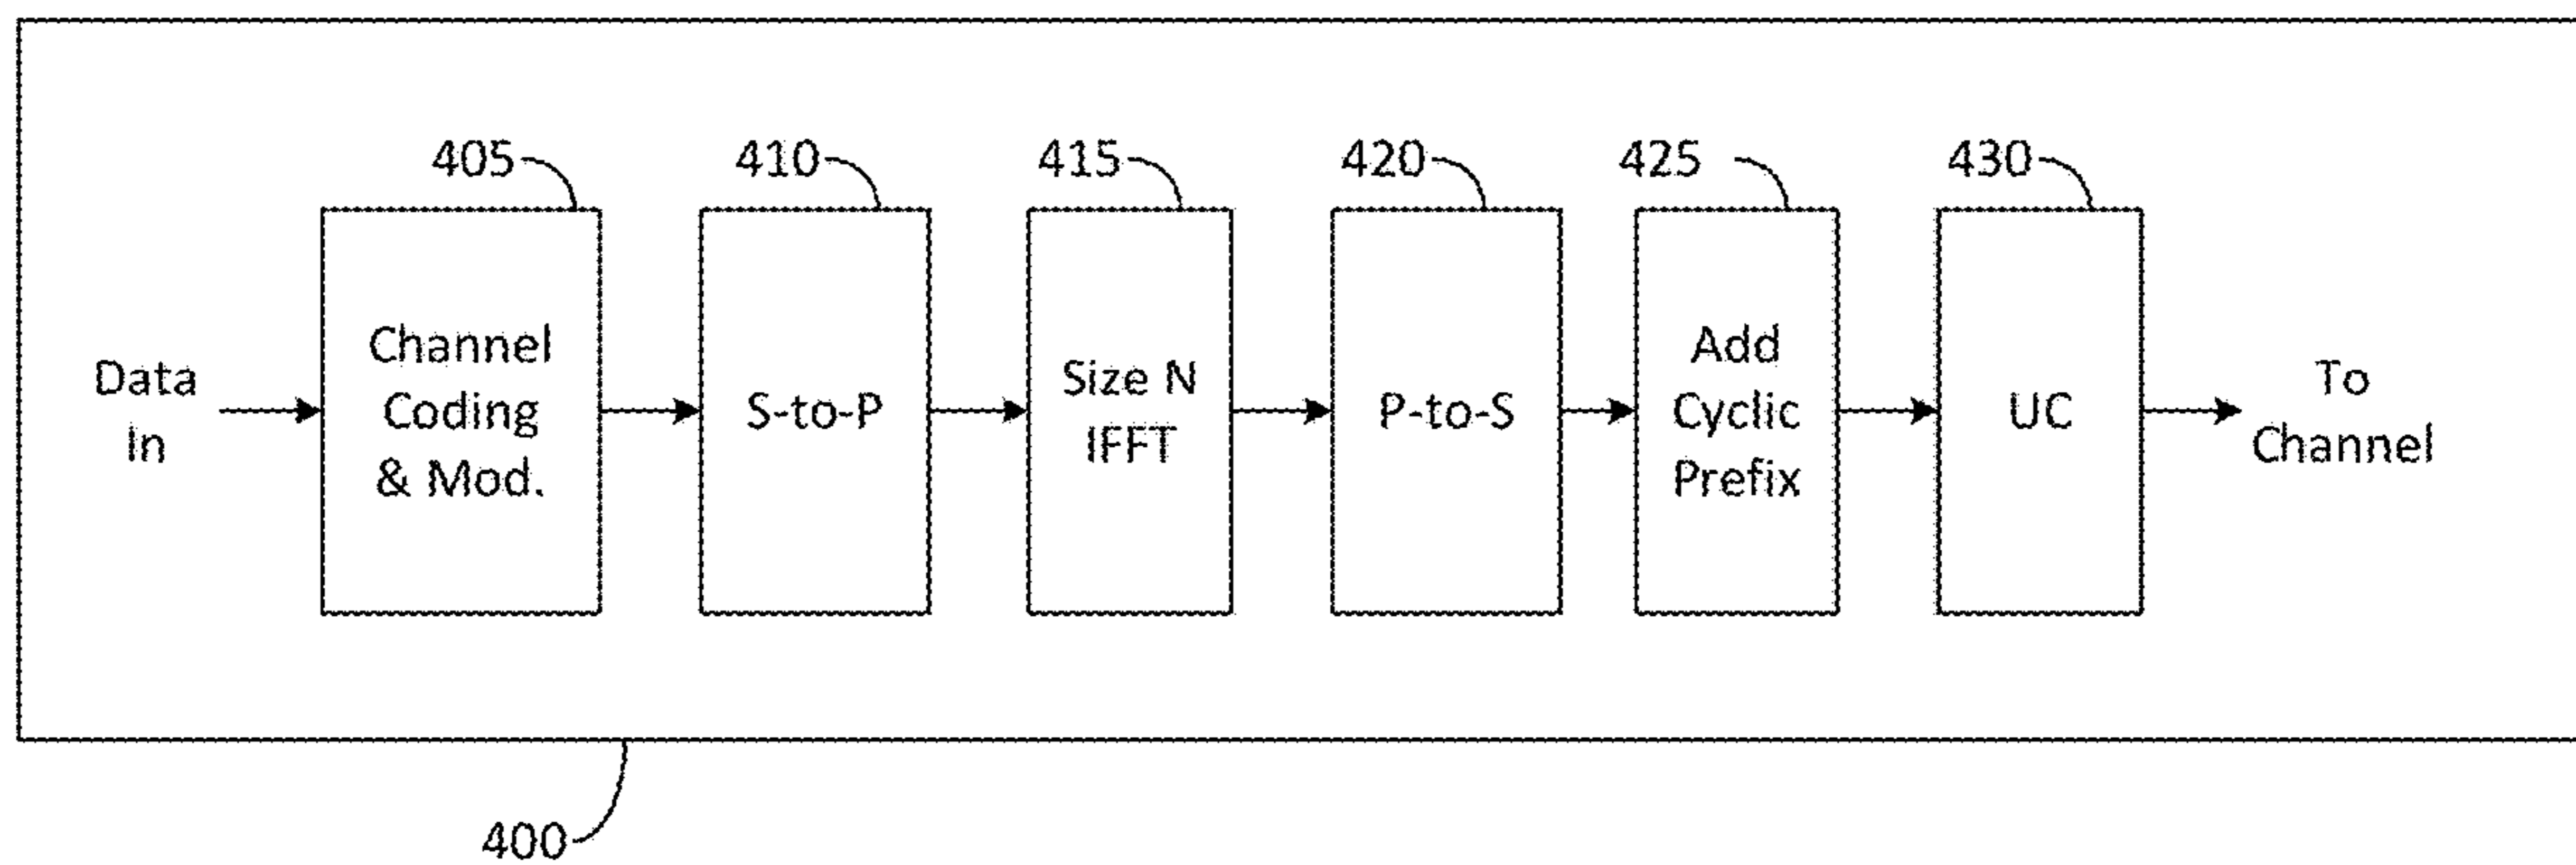 405
410
415
420
425
430
Data
In
Channel
Coding
& Mod.
S-to-P
Size N
IFFT
P-to-S
Add
Cyclic
Prefix
UC
To
Channel
400